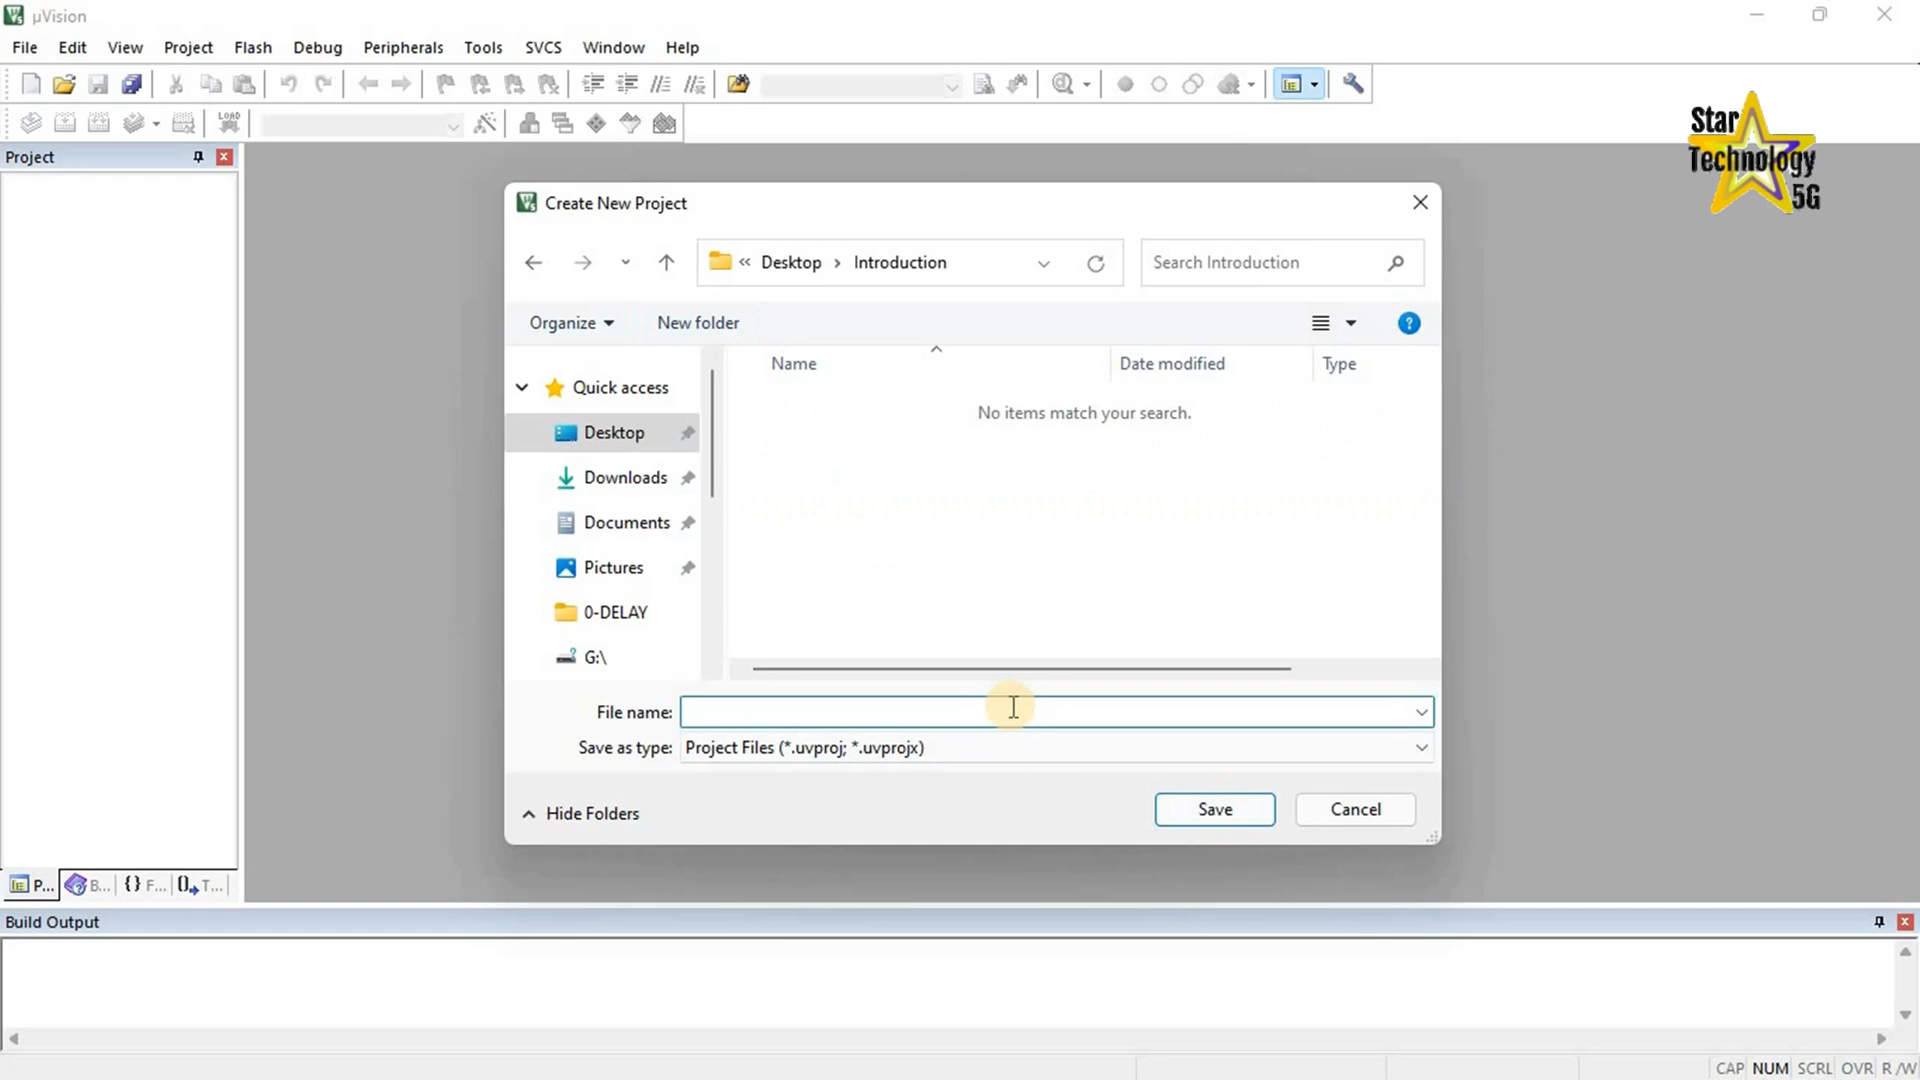 µVision
File Edit View Project Flash Debug Peripherals Tools SVCS Window Help
LOAD
Star
Technology
5G
Project
Create New Project
« Desktop › Introduction
Search Introduction
Organize
New folder
Name
Date modified
Type
Quick access
No items match your search.
Desktop
Downloads
Documents
Pictures
0-DELAY
G:\
File name:
Save as type: Project Files (*.uvproj; *.uvprojx)
Hide Folders
Save
Cancel
P... B... {} F... 0 T...
Build Output
CAP NUM SCRL OVR R/W